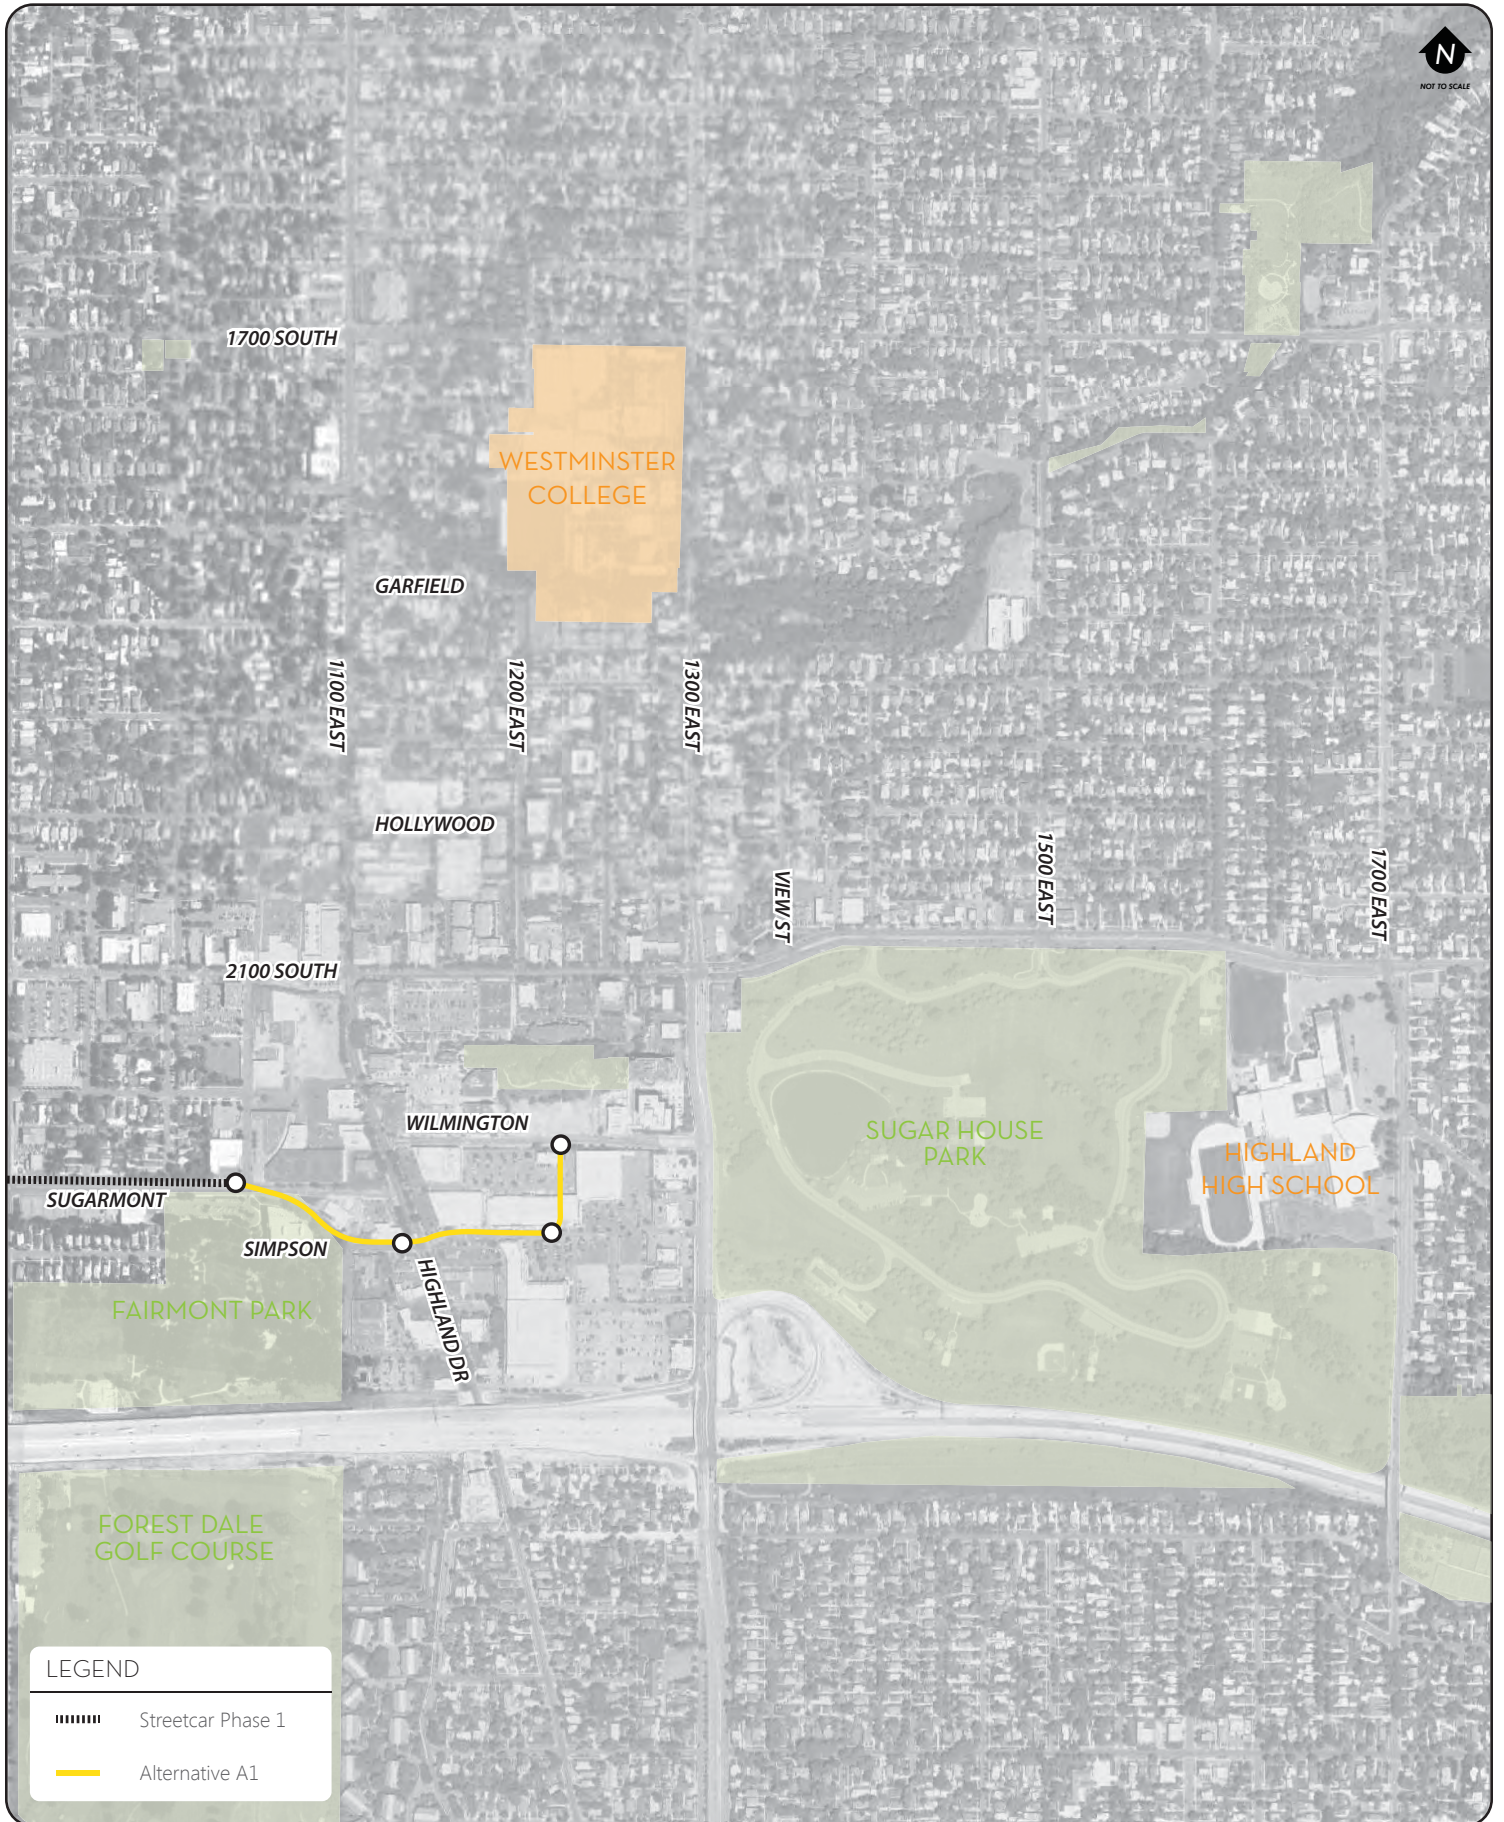 N
NOT TO SCALE
1700 SOUTH
WESTMINSTER
COLLEGE
GARFIELD
1100 EAST
1200 EAST
1300 EAST
HOLLYWOOD
VIEW ST
1500 EAST
1700 EAST
2100 SOUTH
WILMINGTON
SUGAR HOUSE
PARK
HIGHLAND
HIGH SCHOOL
SUGARMONT
SIMPSON
HIGHLAND DR
FAIRMONT PARK
FOREST DALE
GOLF COURSE
LEGEND
Streetcar Phase 1
Alternative A1